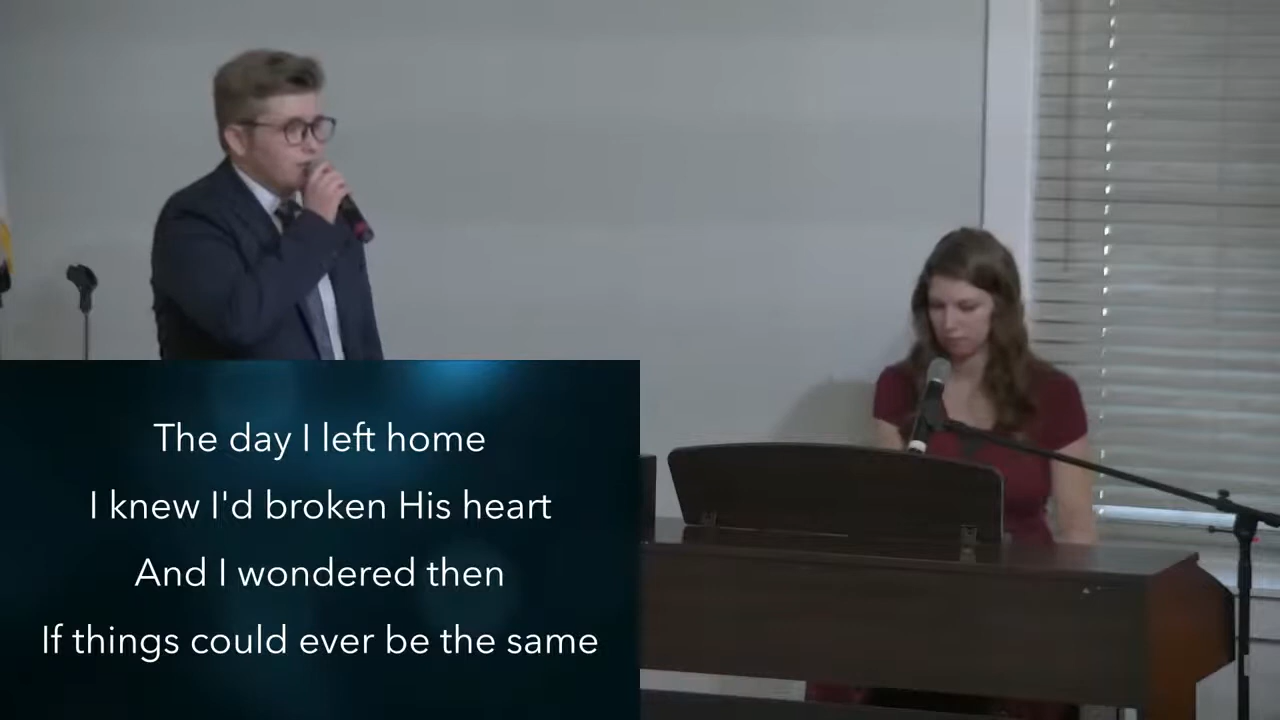 The day I left home
I knew I'd broken His heart
And I wondered then
If things could ever be the same